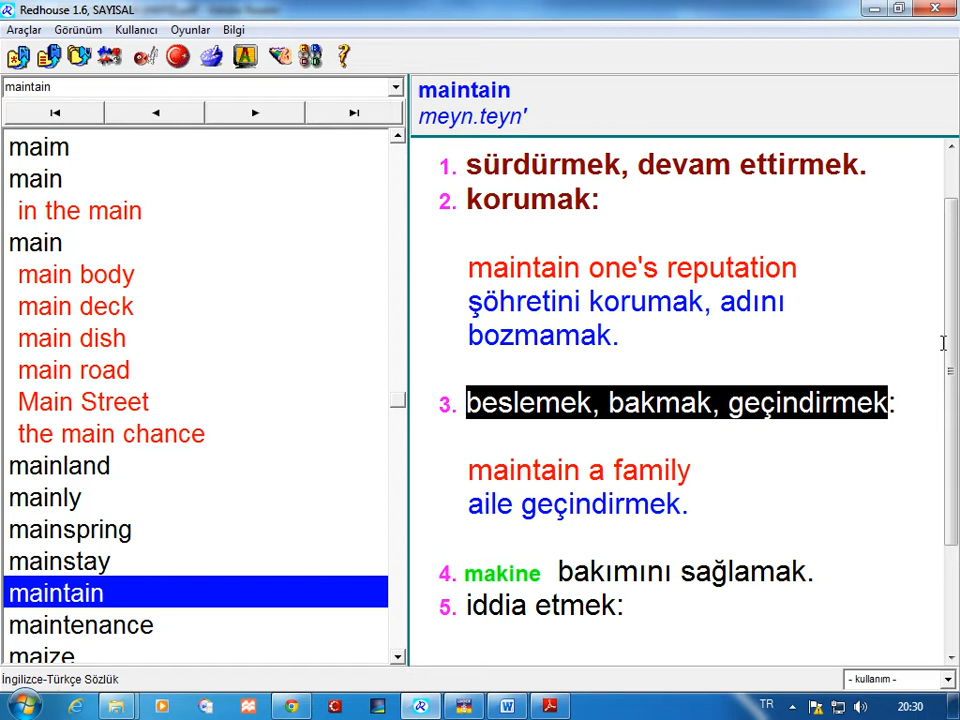 Redhouse 1.6, SAYISAL
Araçlar Görünüm Kullanıcı Oyunlar Bilgi
maintain
maim
main
in the main
main
main body
main deck
main dish
main road
Main Street
the main chance
mainland
mainly
mainspring
mainstay
maintain
maintenance
maize
maintain
meyn.teyn'
1. sürdürmek, devam ettirmek.
2. korumak:
maintain one's reputation
şöhretini korumak, adını
bozmamak.
3. beslemek, bakmak, geçindirmek:
maintain a family
aile geçindirmek.
4. makine bakımını sağlamak.
5. iddia etmek:
İngilizce-Türkçe Sözlük
- kullanım -
TR
20:30